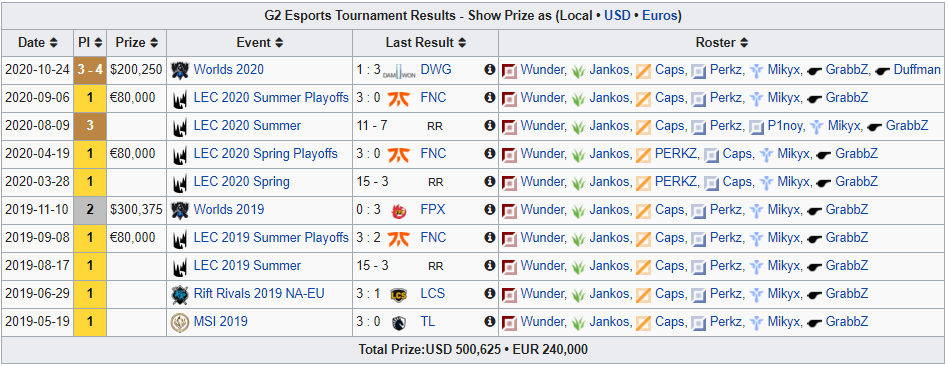 G2 Esports Tournament Results - Show Prize as (Local • USD • Euros)
Date Pl Prize Event Last Result Roster
2020-10-24 3 - 4 $200,250 Worlds 2020 1 : 3 DAMWON DWG Wunder, Jankos, Caps, Perkz, Mikyx, GrabbZ, Duffman
2020-09-06 1 €80,000 LEC 2020 Summer Playoffs 3 : 0 FNC Wunder, Jankos, Caps, Perkz, Mikyx, GrabbZ
2020-08-09 3 LEC 2020 Summer 11 - 7 RR Wunder, Jankos, Caps, Perkz, P1noy, Mikyx, GrabbZ
2020-04-19 1 €80,000 LEC 2020 Spring Playoffs 3 : 0 FNC Wunder, Jankos, PERKZ, Caps, Mikyx, GrabbZ
2020-03-28 1 LEC 2020 Spring 15 - 3 RR Wunder, Jankos, PERKZ, Caps, Mikyx, GrabbZ
2019-11-10 2 $300,375 Worlds 2019 0 : 3 FPX Wunder, Jankos, Caps, Perkz, Mikyx, GrabbZ
2019-09-08 1 €80,000 LEC 2019 Summer Playoffs 3 : 2 FNC Wunder, Jankos, Caps, Perkz, Mikyx, GrabbZ
2019-08-17 1 LEC 2019 Summer 15 - 3 RR Wunder, Jankos, Caps, Perkz, Mikyx, GrabbZ
2019-06-29 1 Rift Rivals 2019 NA-EU 3 : 1 LCS LCS Wunder, Jankos, Caps, Perkz, Mikyx, GrabbZ
2019-05-19 1 MSI 2019 3 : 0 TL Wunder, Jankos, Caps, Perkz, Mikyx, GrabbZ
Total Prize:USD 500,625 • EUR 240,000